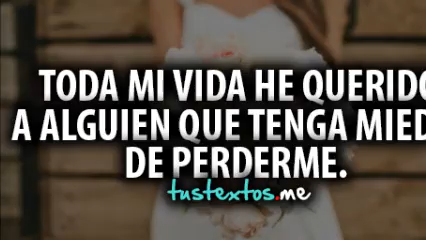 TODA MI VIDA HE QUERIDO
A ALGUIEN QUE TENGA MIED
DE PERDERME.
tustextos.me